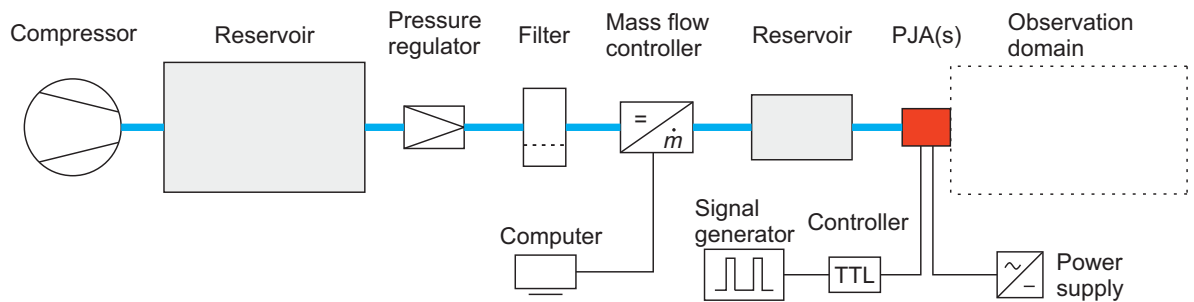 Compressor
Reservoir
Pressure
regulator
Filter
Mass flow
controller
Reservoir
PJA(s)
Observation
domain
=
ṁ
Computer
Signal
generator
Controller
TTL
~
–
Power
supply